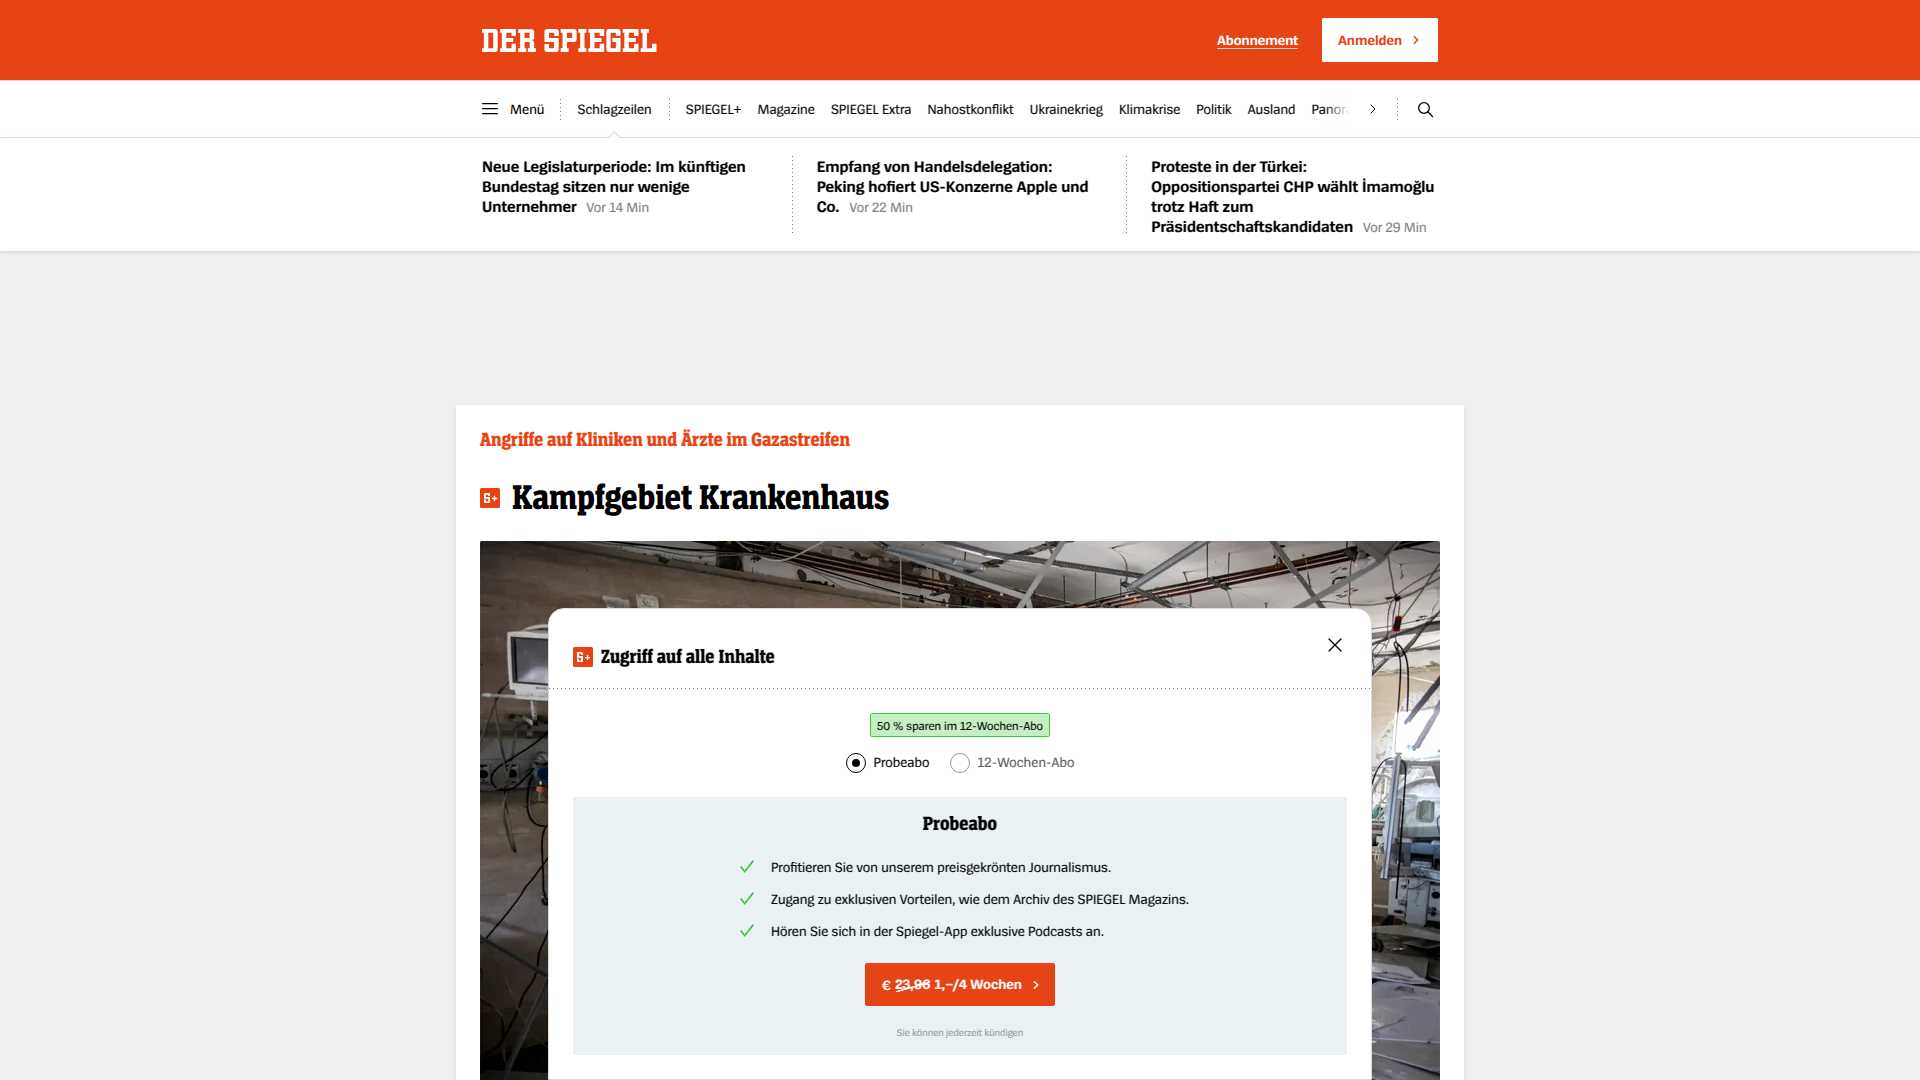 DER SPIEGEL
Abonnement
Anmelden
Menü
Schlagzeilen
SPIEGEL+
Magazine
SPIEGEL Extra
Nahostkonflikt
Ukrainekrieg
Klimakrise
Politik
Ausland
Neue Legislaturperiode: Im künftigen
Bundestag sitzen nur wenige
Unternehmer Vor 14 Min
Empfang von Handelsdelegation:
Peking hofiert US-Konzerne Apple und
Co. Vor 22 Min
Proteste in der Türkei:
Oppositionspartei CHP wählt İmamoğlu
trotz Haft zum
Präsidentschaftskandidaten Vor 29 Min
Angriffe auf Kliniken und Ärzte im Gazastreifen
Kampfgebiet Krankenhaus
Zugriff auf alle Inhalte
50 % sparen im 12-Wochen-Abo
Probeabo
12-Wochen-Abo
Probeabo
Profitieren Sie von unserem preisgekrönten Journalismus.
Zugang zu exklusiven Vorteilen, wie dem Archiv des SPIEGEL Magazins.
Hören Sie sich in der Spiegel-App exklusive Podcasts an.
€ 23,96 1,–/4 Wochen
Sie können jederzeit kündigen